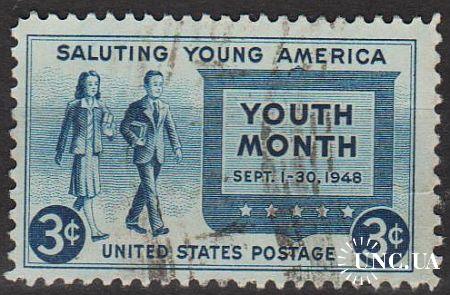 SALUTING YOUNG AMERICA
YOUTH
MONTH
SEPT. 1-30, 1948
3¢ 3¢
UNITED STATES POSTAGE
UNC.UA